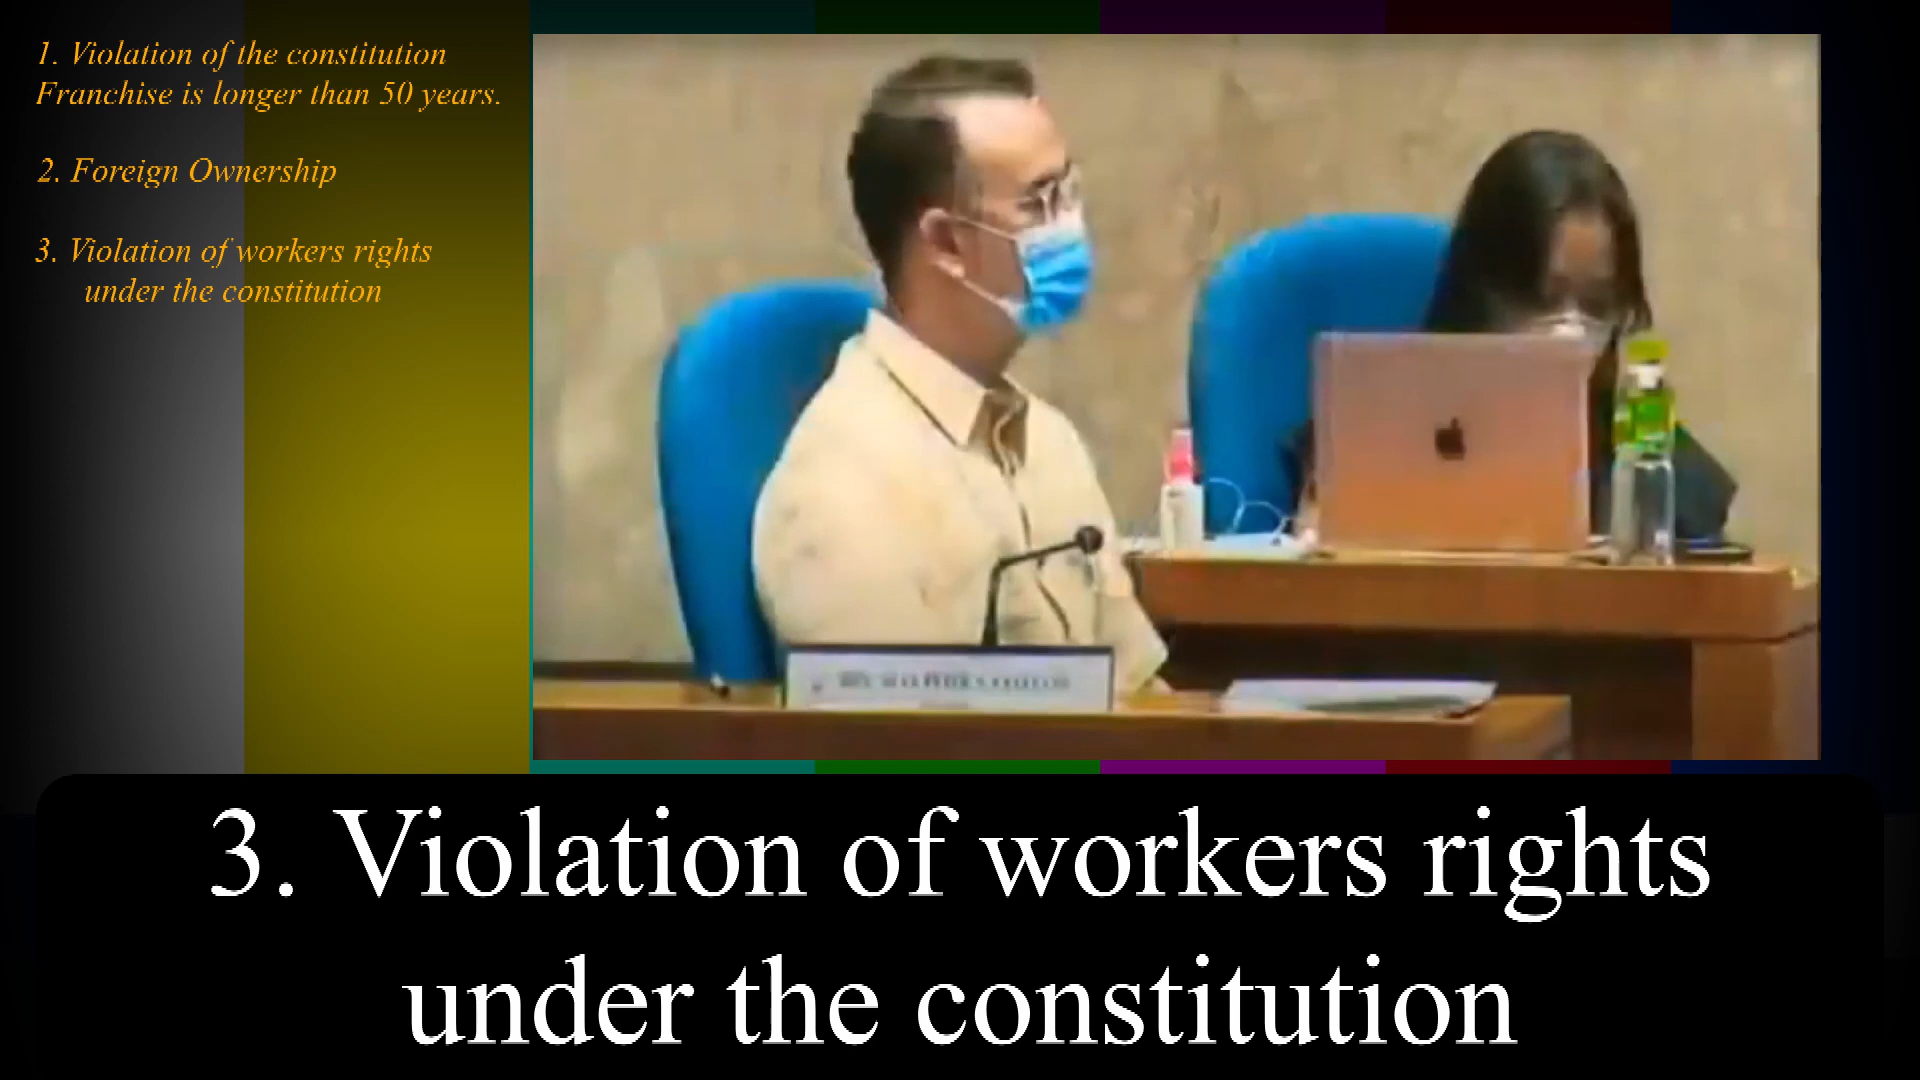 1. Violation of the constitution
Franchise is longer than 50 years.
2. Foreign Ownership
3. Violation of workers rights
under the constitution
3. Violation of workers rights
under the constitution